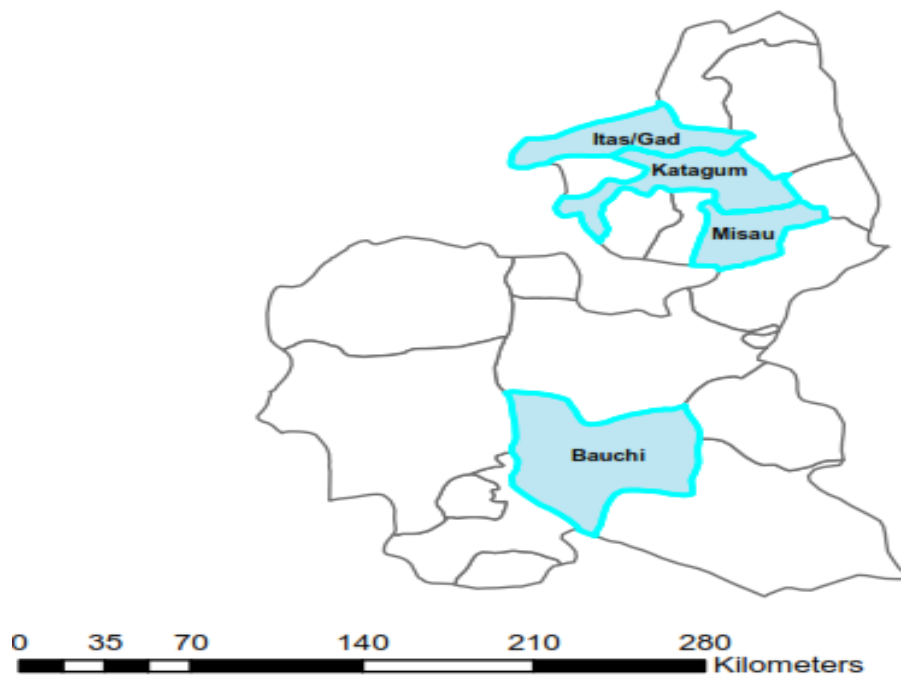 Itas/Gad
Katagum
Misau
Bauchi
0 35 70 140 210 280
Kilometers